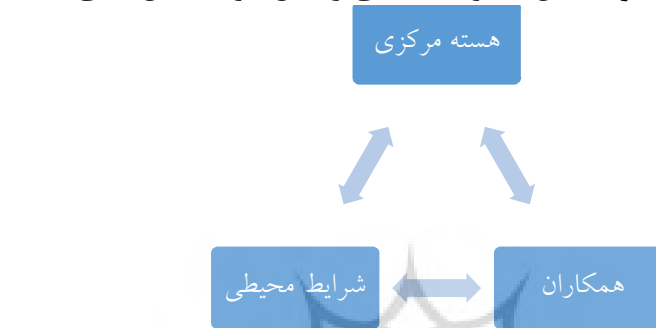 هسته مرکزی
همکاران
شرایط محیطی